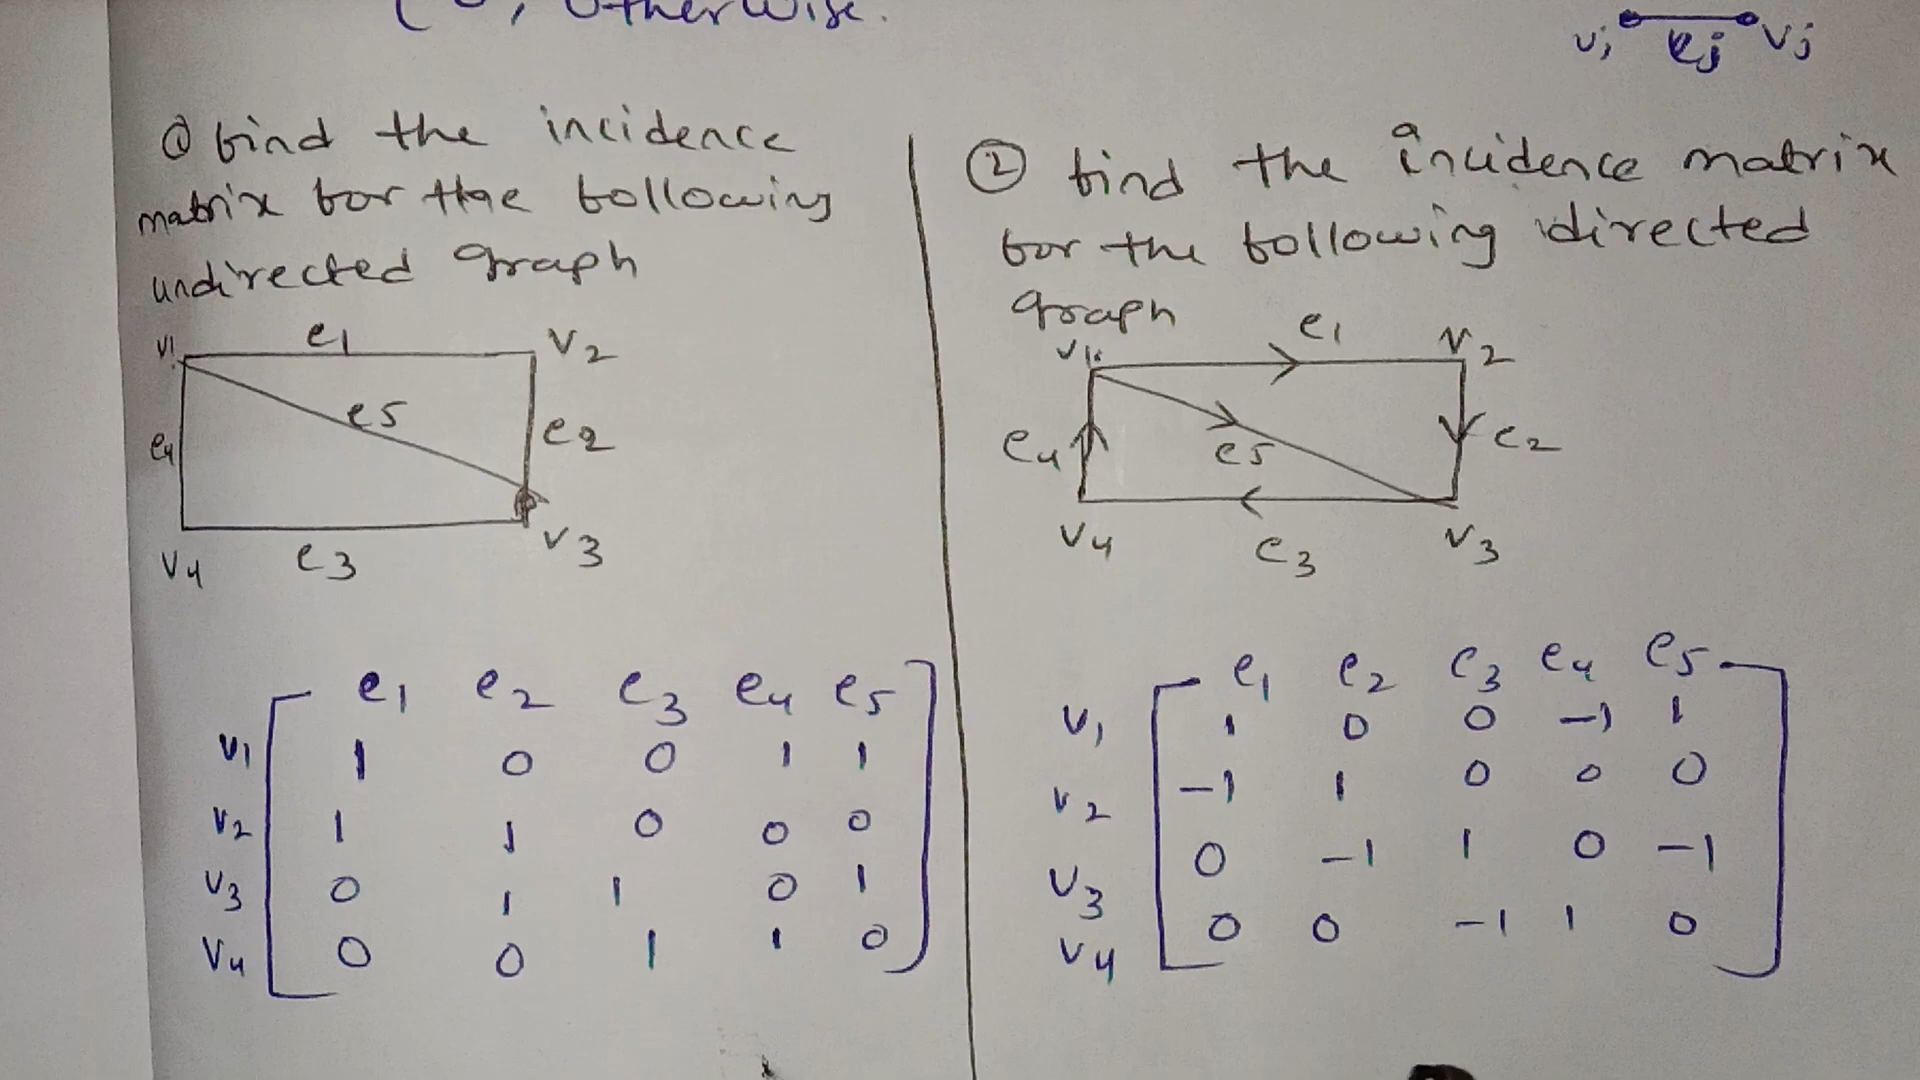 0, Otherwise.
vi ej vj
① find the incidence
matrix for the following
undirected graph
v1 e1 v2
e5
e4 e2
v4 e3 v3
e1 e2 e3 e4 e5
v1 1 0 0 1 1
v2 1 1 0 0 0
v3 0 1 1 0 1
v4 0 0 1 1 0
② find the incidence matrix
for the following directed
graph
v1 e1 v2
e4 e5 e2
v4 e3 v3
e1 e2 e3 e4 e5
v1 1 0 0 -1 1
v2 -1 1 0 0 0
v3 0 -1 1 0 -1
v4 0 0 -1 1 0